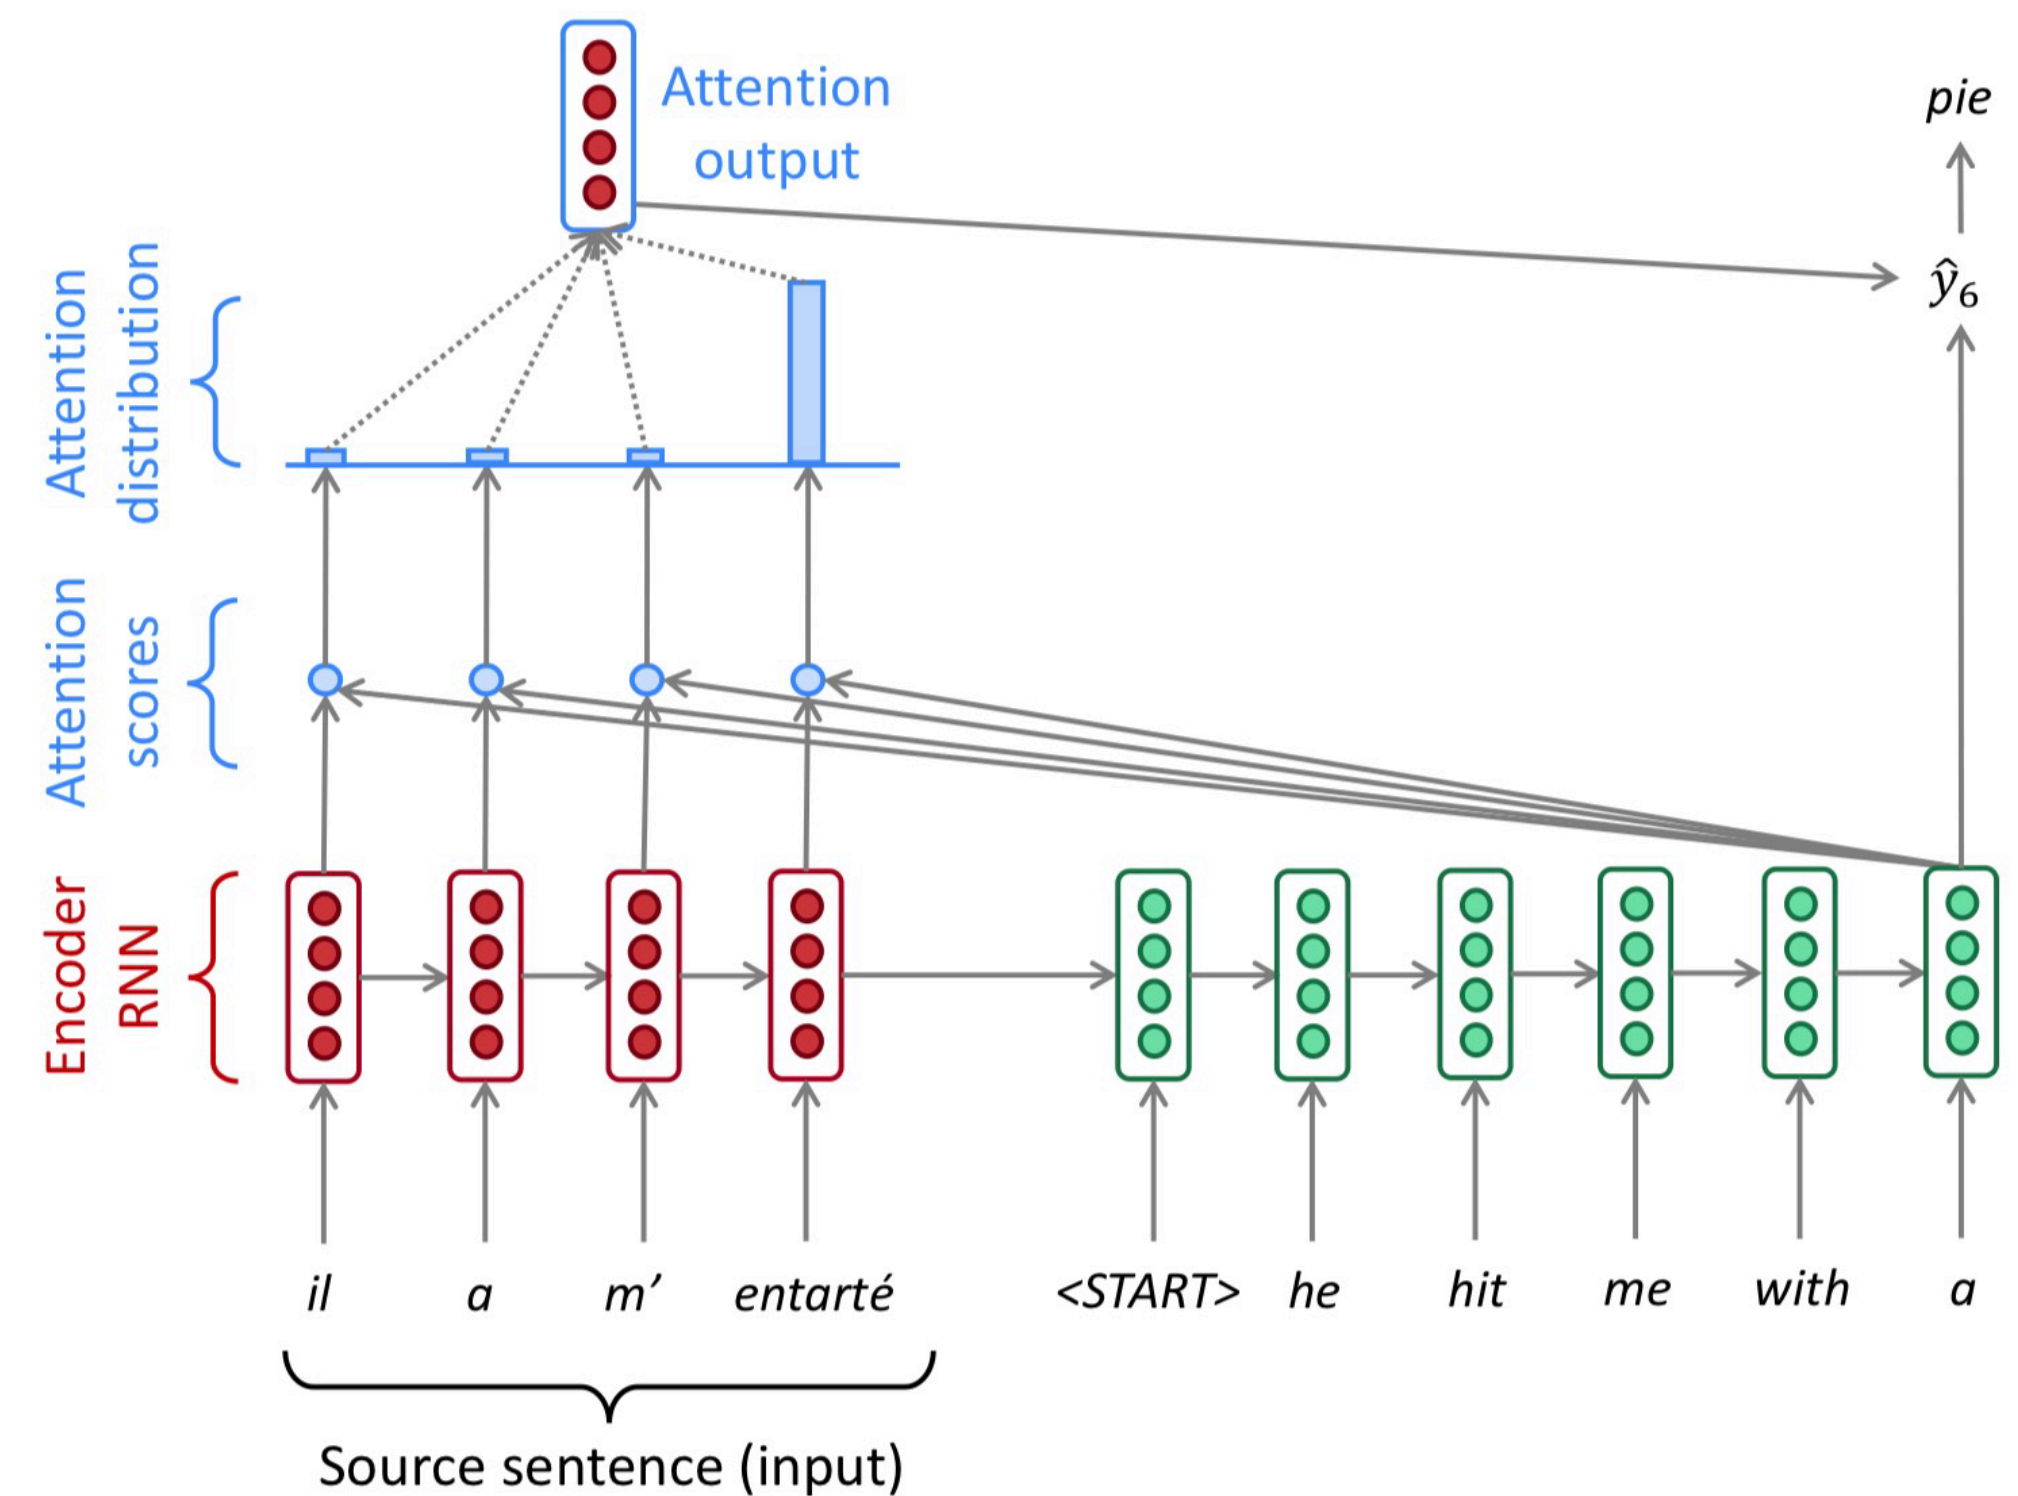 Attention
output
pie
Attention
distribution
ŷ₆
Attention
scores
Encoder
RNN
il a m’ entarté <START> he hit me with a
Source sentence (input)